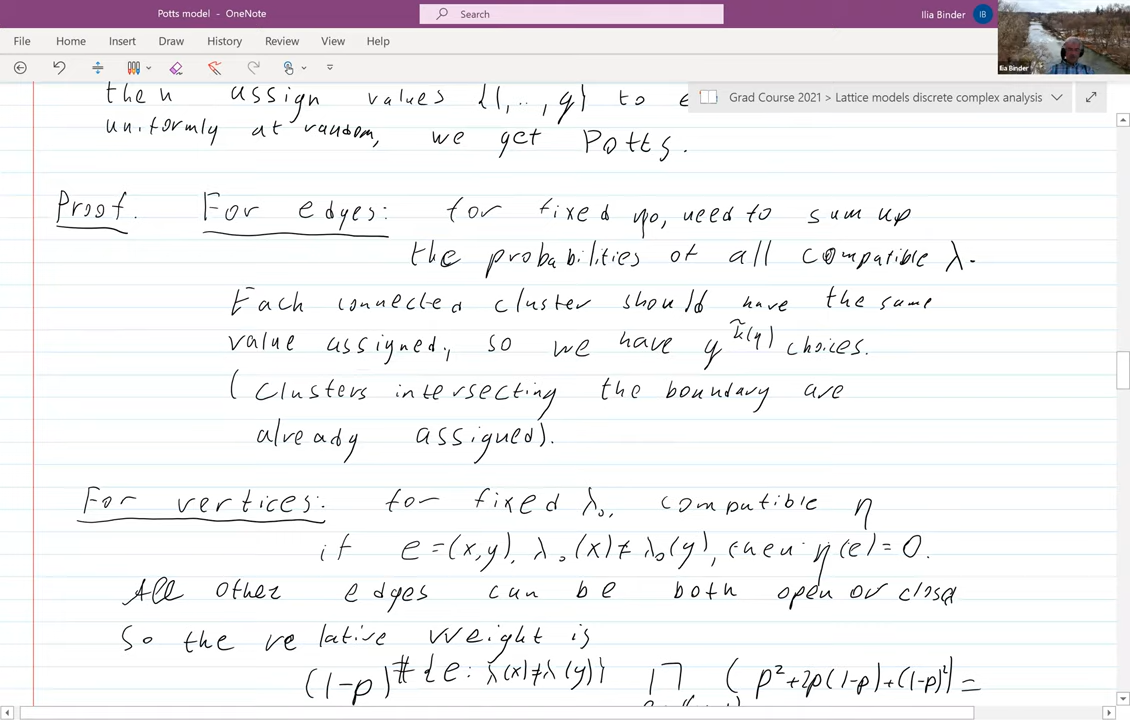 Potts model - OneNote
Search
Ilia Binder IB
File Home Insert Draw History Review View Help
Ilia Binder
Grad Course 2021 > Lattice models discrete complex analysis
then assign values {1,..,q} to e
uniformly at random, we get Potts.
Proof. For edges: for fixed η₀, need to sum up
the probabilities of all compatible λ.
Each connected cluster should have the same
value assigned, so we have q^{k̃(η)} choices.
(Clusters intersecting the boundary are
already assigned).
For vertices: for fixed λ₀, compatible η
if e=(x,y), λ₀(x)≠λ₀(y), then η(e)=0.
All other edges can be both open or closed
So the relative weight is
(1-p)^{#{e: λ(x)≠λ(y)}} ∏ (p²+2p(1-p)+(1-p)²)=